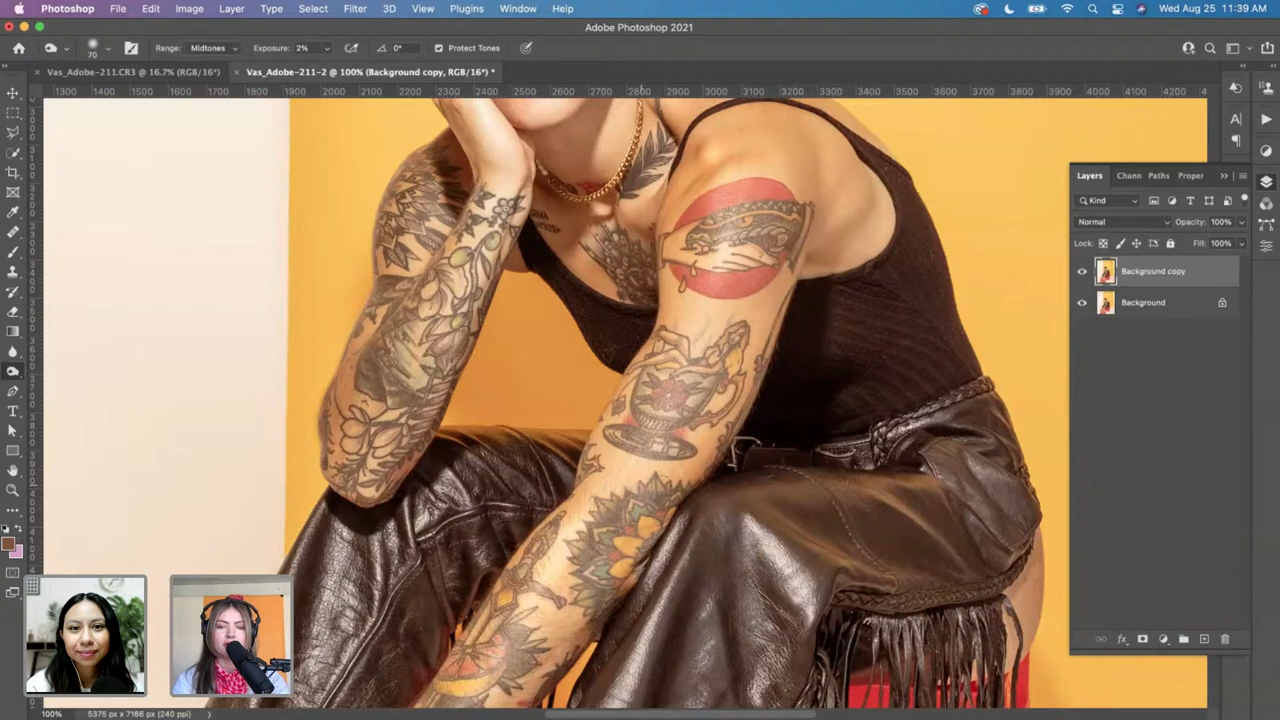 Photoshop File Edit Image Layer Type Select Filter 3D View Plugins Window Help Wed Aug 25 11:39 AM
Adobe Photoshop 2021
70 Range: Midtones Exposure: 2% 0° Protect Tones
Vas_Adobe-211.CR3 @ 16.7% (RGB/16*) Vas_Adobe-211-2 @ 100% (Background copy, RGB/16*) *
1300 1400 1500 1600 1700 1800 1900 2000 2100 2200 2300 2400 2500 2600 2700 2800 2900 3000 3100 3200 3300 3400 3500 3600 3700 3800 3900 4000 4100 4200
Layers Chann Paths Proper
Kind
Normal Opacity: 100%
Lock: Fill: 100%
Background copy
Background
100% 5376 px x 7166 px (240 ppi)